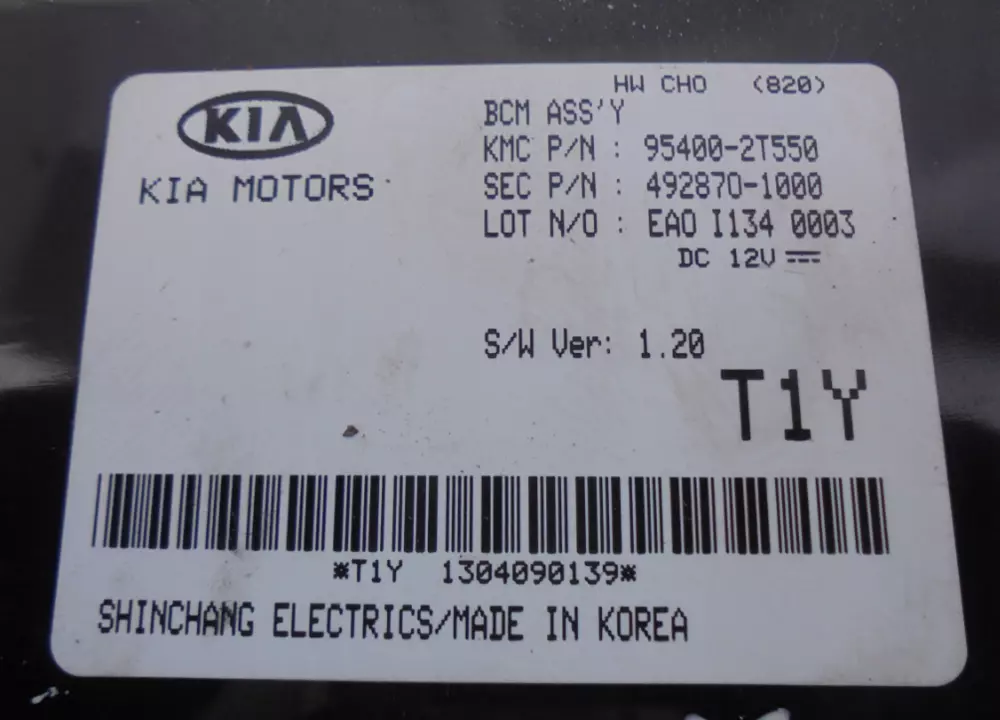 HW CHO (820)
KIA
KIA MOTORS
BCM ASS'Y
KMC P/N : 95400-2T550
SEC P/N : 492870-1000
LOT N/O : EAO I134 0003
DC 12V
S/W Ver: 1.20
T1Y
*T1Y 1304090139*
SHINCHANG ELECTRICS/MADE IN KOREA